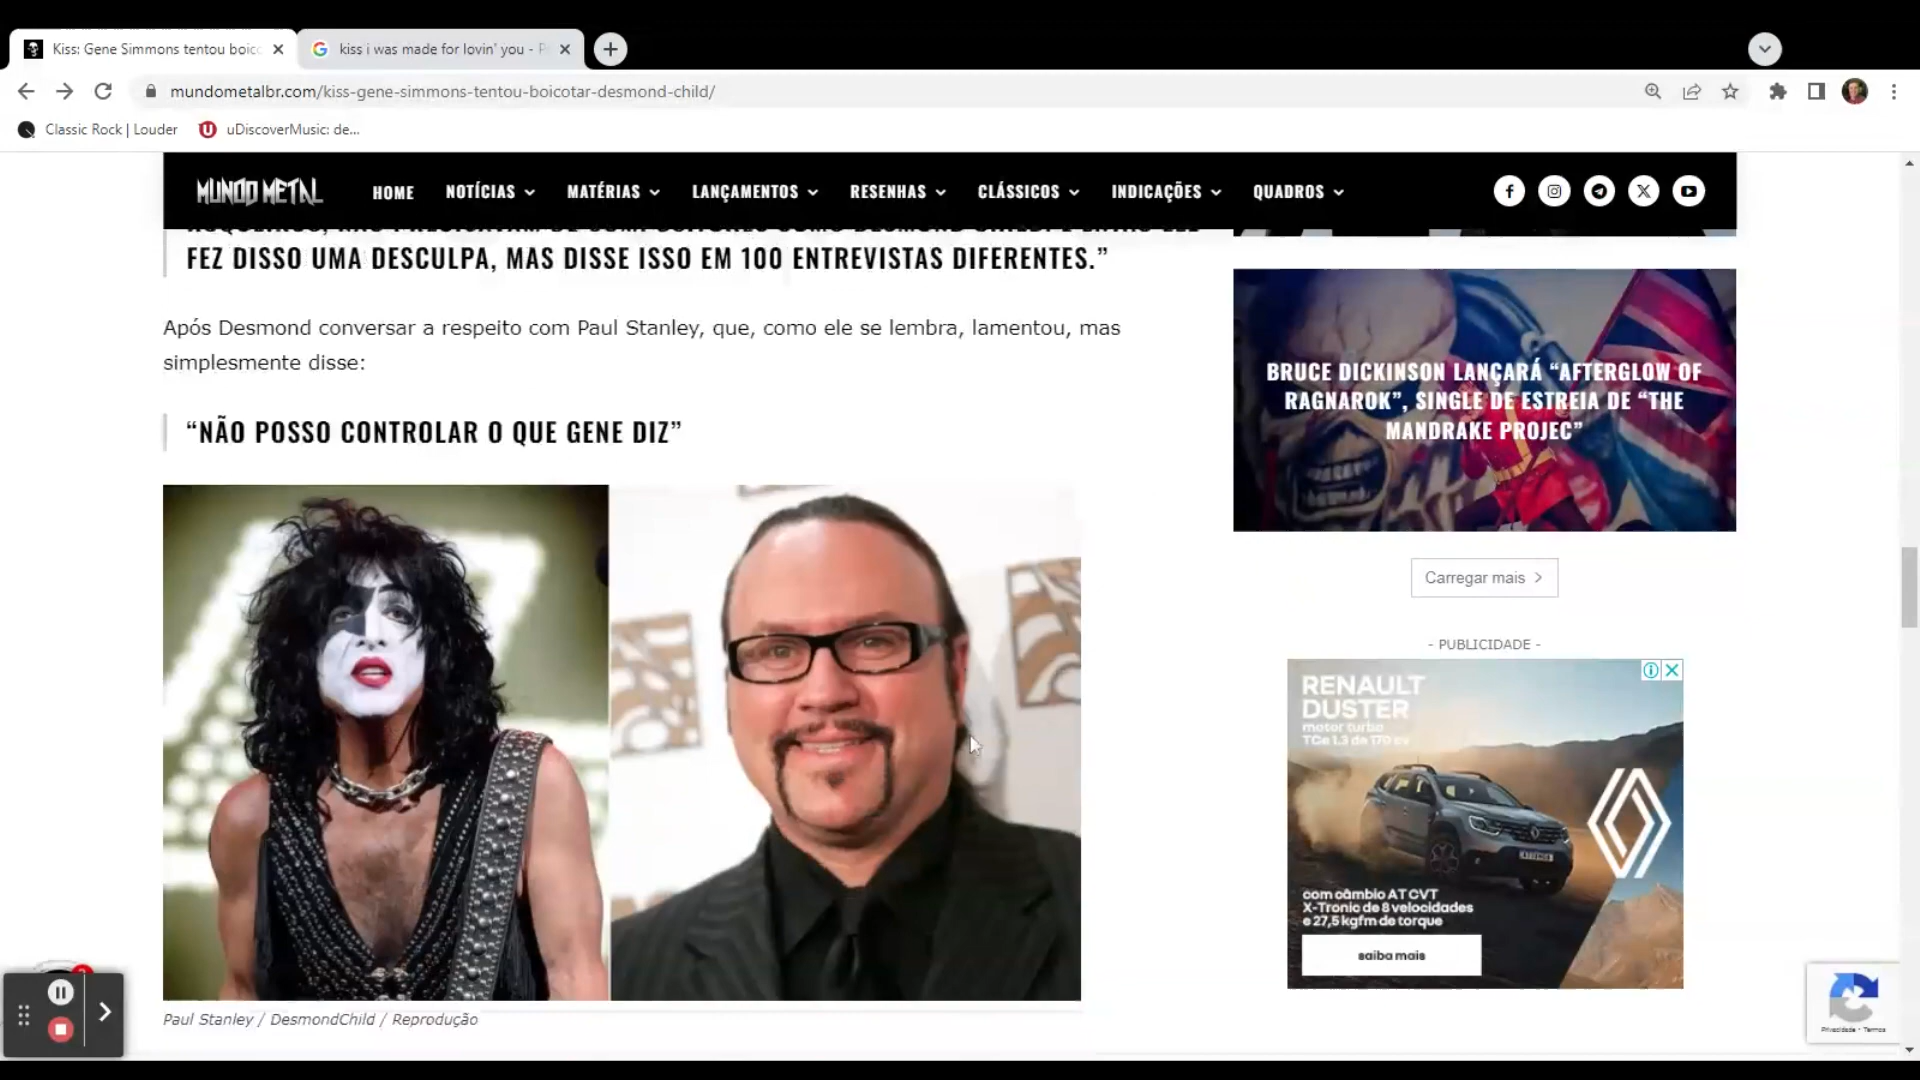 Kiss: Gene Simmons tentou boic
kiss i was made for lovin' you - P
mundometalbr.com/kiss-gene-simmons-tentou-boicotar-desmond-child/
Classic Rock | Louder
uDiscoverMusic: de...
MUNDO METAL
HOME
NOTÍCIAS
MATÉRIAS
LANÇAMENTOS
RESENHAS
CLÁSSICOS
INDICAÇÕES
QUADROS
FEZ DISSO UMA DESCULPA, MAS DISSE ISSO EM 100 ENTREVISTAS DIFERENTES.”
Após Desmond conversar a respeito com Paul Stanley, que, como ele se lembra, lamentou, mas
simplesmente disse:
“NÃO POSSO CONTROLAR O QUE GENE DIZ”
Paul Stanley / DesmondChild / Reprodução
BRUCE DICKINSON LANÇARÁ “AFTERGLOW OF
RAGNAROK”, SINGLE DE ESTREIA DE “THE
MANDRAKE PROJEC”
Carregar mais
- PUBLICIDADE -
RENAULT
DUSTER
motor turbo
TCe 1.3 de 170 cv
com câmbio AT CVT
X-Tronic de 8 velocidades
e 27,5 kgfm de torque
saiba mais
Privacidade - Termos